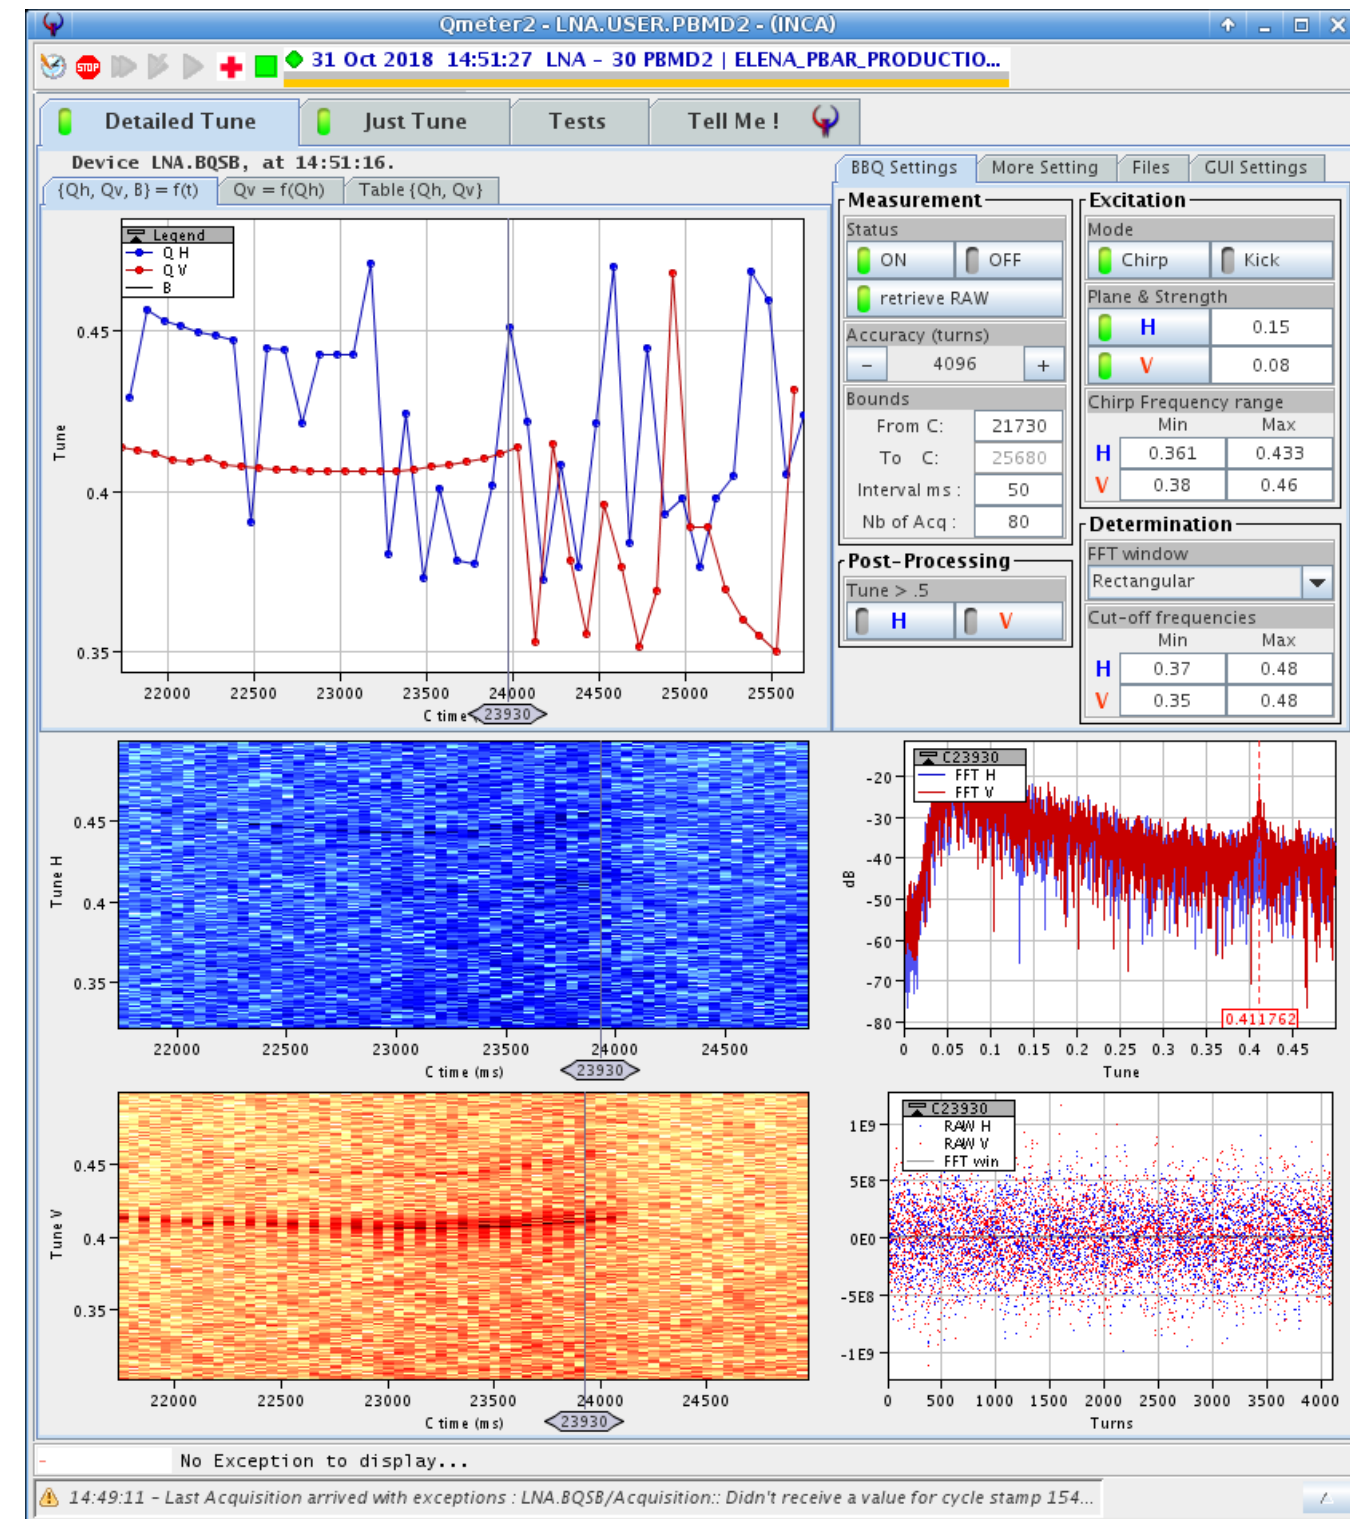 Qmeter2 - LNA.USER.PBMD2 - (INCA)
STOP
31 Oct 2018 14:51:27 LNA - 30 PBMD2 | ELENA_PBAR_PRODUCTIO...
Detailed Tune Just Tune Tests Tell Me !
Device LNA.BQSB, at 14:51:16.
{Qh, Qv, B} = f(t) Qv = f(Qh) Table {Qh, Qv}
Legend
Q H
Q V
B
Tune
0.45
0.4
0.35
22000 22500 23000 23500 24000 24500 25000 25500
C time
23930
BBQ Settings More Setting Files GUI Settings
Measurement
Status
ON OFF
retrieve RAW
Accuracy (turns)
- 4096 +
Bounds
From C: 21730
To C: 25680
Interval ms : 50
Nb of Acq : 80
Post-Processing
Tune > .5
H V
Excitation
Mode
Chirp Kick
Plane & Strength
H 0.15
V 0.08
Chirp Frequency range
Min Max
H 0.361 0.433
V 0.38 0.46
Determination
FFT window
Rectangular
Cut-off frequencies
Min Max
H 0.37 0.48
V 0.35 0.48
Tune H
0.45
0.4
0.35
22000 22500 23000 23500 24000 24500
C time (ms)
23930
C23930
FFT H
FFT V
dB
-20
-30
-40
-50
-60
-70
-80
0.411762
0 0.05 0.1 0.15 0.2 0.25 0.3 0.35 0.4 0.45
Tune
Tune V
0.45
0.4
0.35
22000 22500 23000 23500 24000 24500
C time (ms)
23930
C23930
RAW H
RAW V
FFT win
1E9
5E8
0E0
-5E8
-1E9
0 500 1000 1500 2000 2500 3000 3500 4000
Turns
- No Exception to display...
14:49:11 - Last Acquisition arrived with exceptions : LNA.BQSB/Acquisition:: Didn't receive a value for cycle stamp 154...